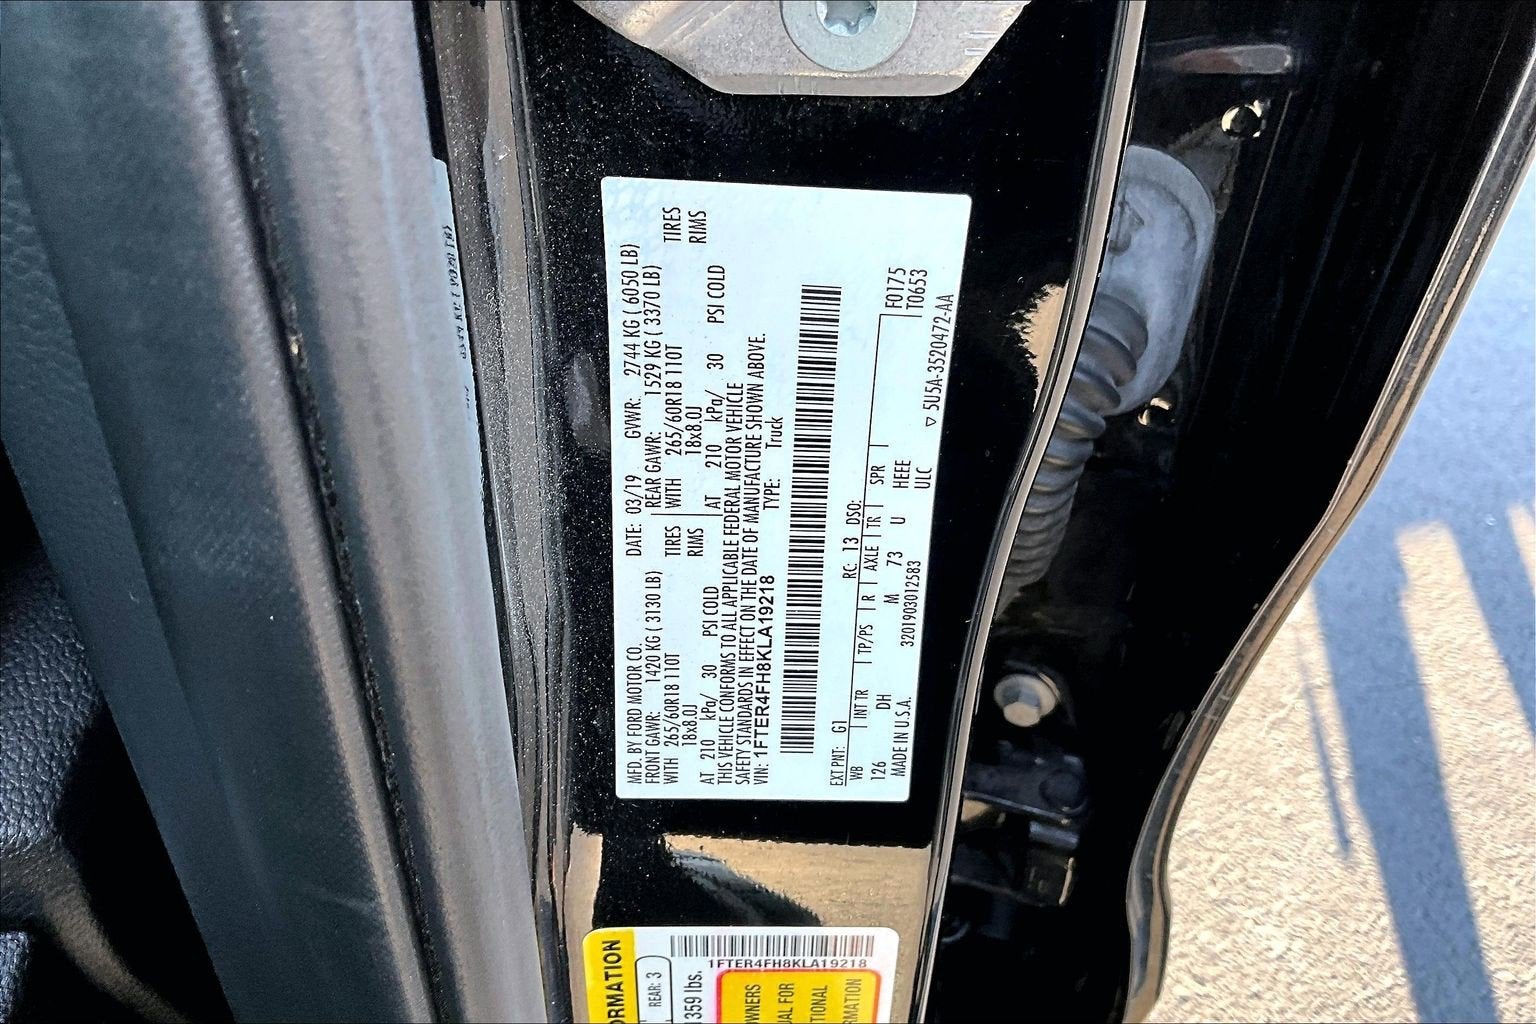 MFD. BY FORD MOTOR CO. DATE: 03/19 GVWR: 2744 KG ( 6050 LB)
FRONT GAWR: 1420 KG ( 3130 LB) REAR GAWR: 1529 KG ( 3370 LB)
WITH 265/60R18 110T TIRES WITH 265/60R18 110T TIRES
18x8.0J RIMS 18x8.0J RIMS
AT 210 kPa/ 30 PSI COLD AT 210 kPa/ 30 PSI COLD
THIS VEHICLE CONFORMS TO ALL APPLICABLE FEDERAL MOTOR VEHICLE
SAFETY STANDARDS IN EFFECT ON THE DATE OF MANUFACTURE SHOWN ABOVE.
VIN: 1FTER4FH8KLA19218 TYPE: Truck
EXT PNT: G1 RC: 13 DSO: F0175
WB INT TR TP/PS R AXLE TR SPR T0653
126 DH M 73 U HEEE
MADE IN U.S.A. 3201903012583 ULC ▽ 5U5A-3520472-AA
1FTER4FH8KLA19218
REAR: 3
359 lbs.